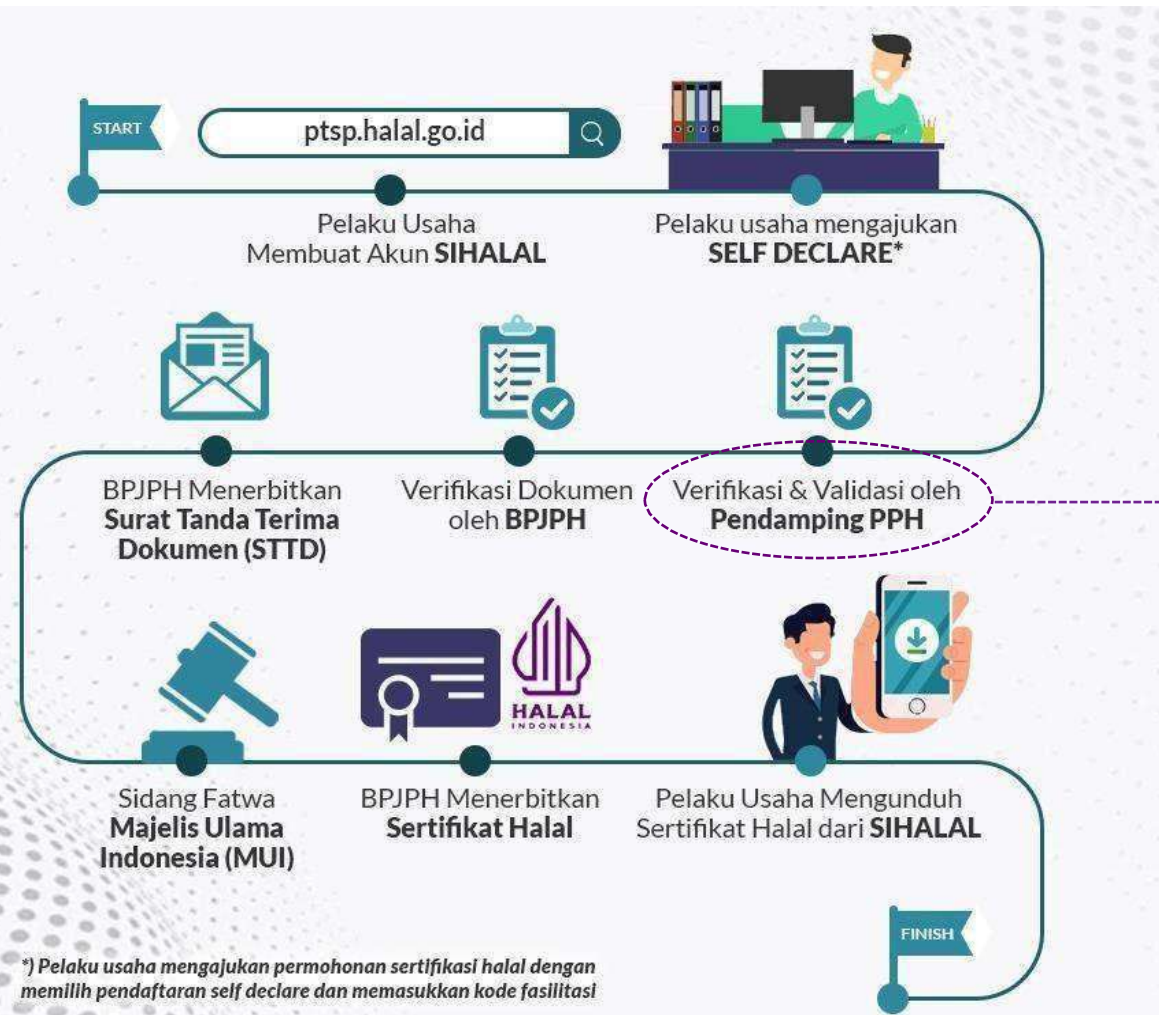 START
ptsp.halal.go.id
Pelaku Usaha
Membuat Akun SIHALAL
Pelaku usaha mengajukan
SELF DECLARE*
Verifikasi & Validasi oleh
Pendamping PPH
Verifikasi Dokumen
oleh BPJPH
BPJPH Menerbitkan
Surat Tanda Terima
Dokumen (STTD)
Sidang Fatwa
Majelis Ulama
Indonesia (MUI)
HALAL
INDONESIA
BPJPH Menerbitkan
Sertifikat Halal
Pelaku Usaha Mengunduh
Sertifikat Halal dari SIHALAL
FINISH
*) Pelaku usaha mengajukan permohonan sertifikasi halal dengan
memilih pendaftaran self declare dan memasukkan kode fasilitasi